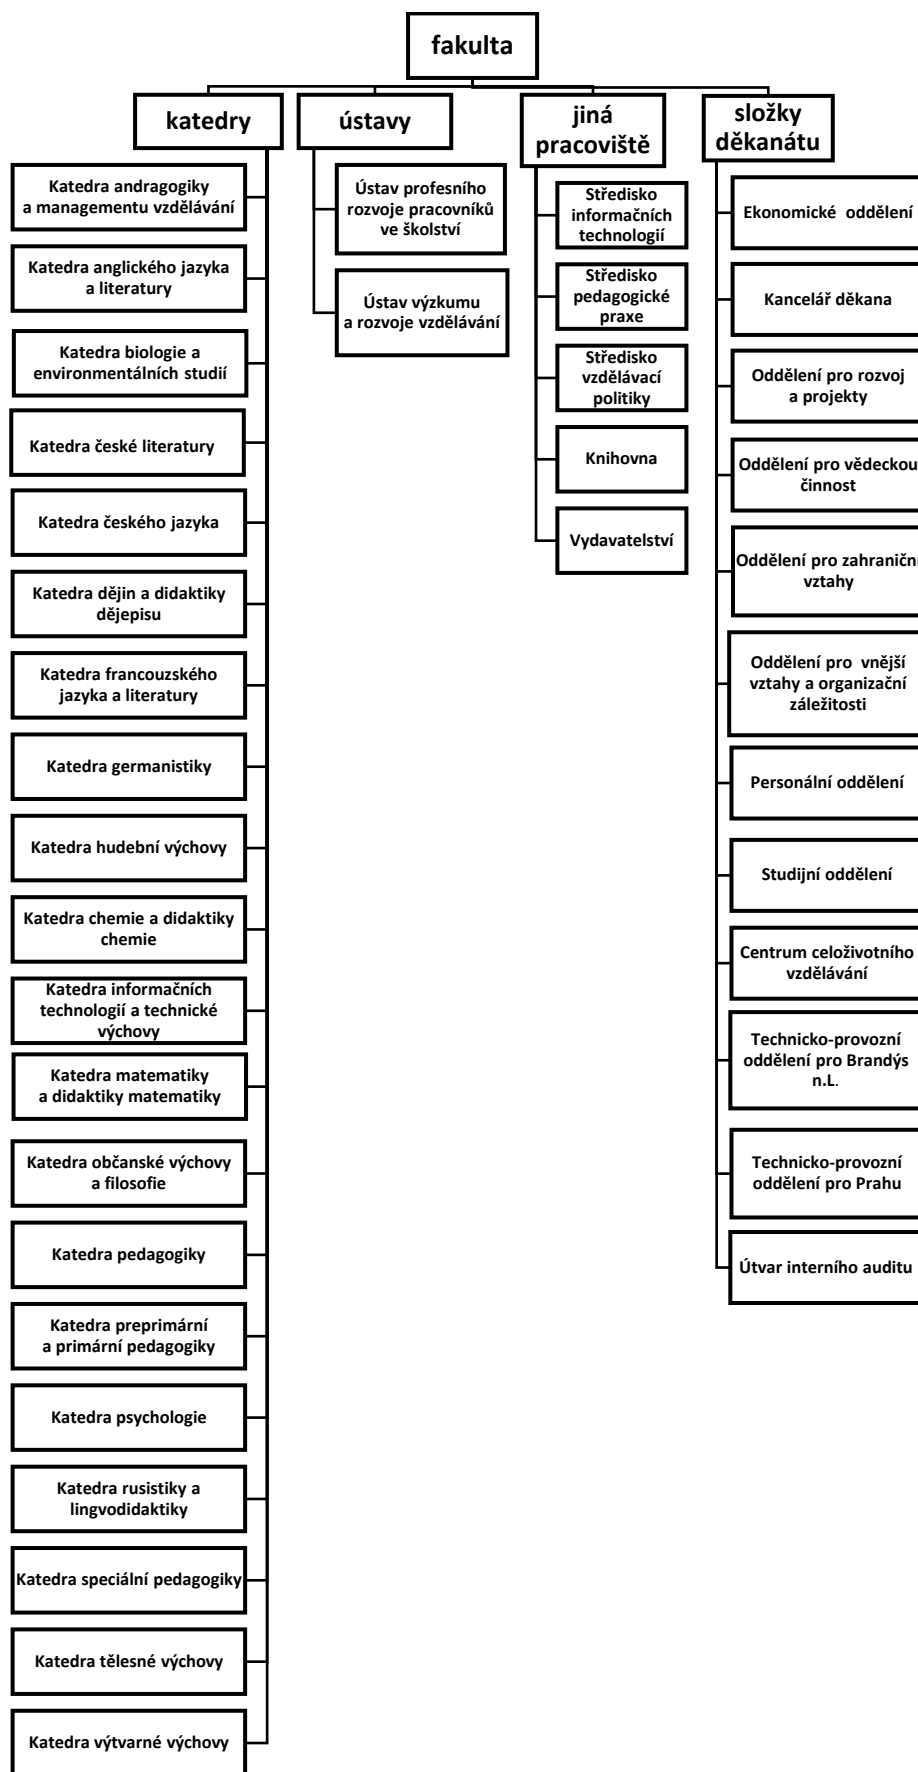 fakulta
katedry
Katedra andragogiky
a managementu vzdělávání
Katedra anglického jazyka
a literatury
Katedra biologie a
environmentálních studií
Katedra české literatury
Katedra českého jazyka
Katedra dějin a didaktiky
dějepisu
Katedra francouzského
jazyka a literatury
Katedra germanistiky
Katedra hudební výchovy
Katedra chemie a didaktiky
chemie
Katedra informačních
technologií a technické
výchovy
Katedra matematiky
a didaktiky matematiky
Katedra občanské výchovy
a filosofie
Katedra pedagogiky
Katedra preprimární
a primární pedagogiky
Katedra psychologie
Katedra rusistiky a
lingvodidaktiky
Katedra speciální pedagogiky
Katedra tělesné výchovy
Katedra výtvarné výchovy
ústavy
Ústav profesního
rozvoje pracovníků
ve školství
Ústav výzkumu
a rozvoje vzdělávání
jiná
pracoviště
Středisko
informačních
technologií
Středisko
pedagogické
praxe
Středisko
vzdělávací
politiky
Knihovna
Vydavatelství
složky
děkanátu
Ekonomické oddělení
Kancelář děkana
Oddělení pro rozvoj
a projekty
Oddělení pro vědeckou
činnost
Oddělení pro zahraniční
vztahy
Oddělení pro vnější
vztahy a organizační
záležitosti
Personální oddělení
Studijní oddělení
Centrum celoživotního
vzdělávání
Technicko-provozní
oddělení pro Brandýs
n.L.
Technicko-provozní
oddělení pro Prahu
Útvar interního auditu